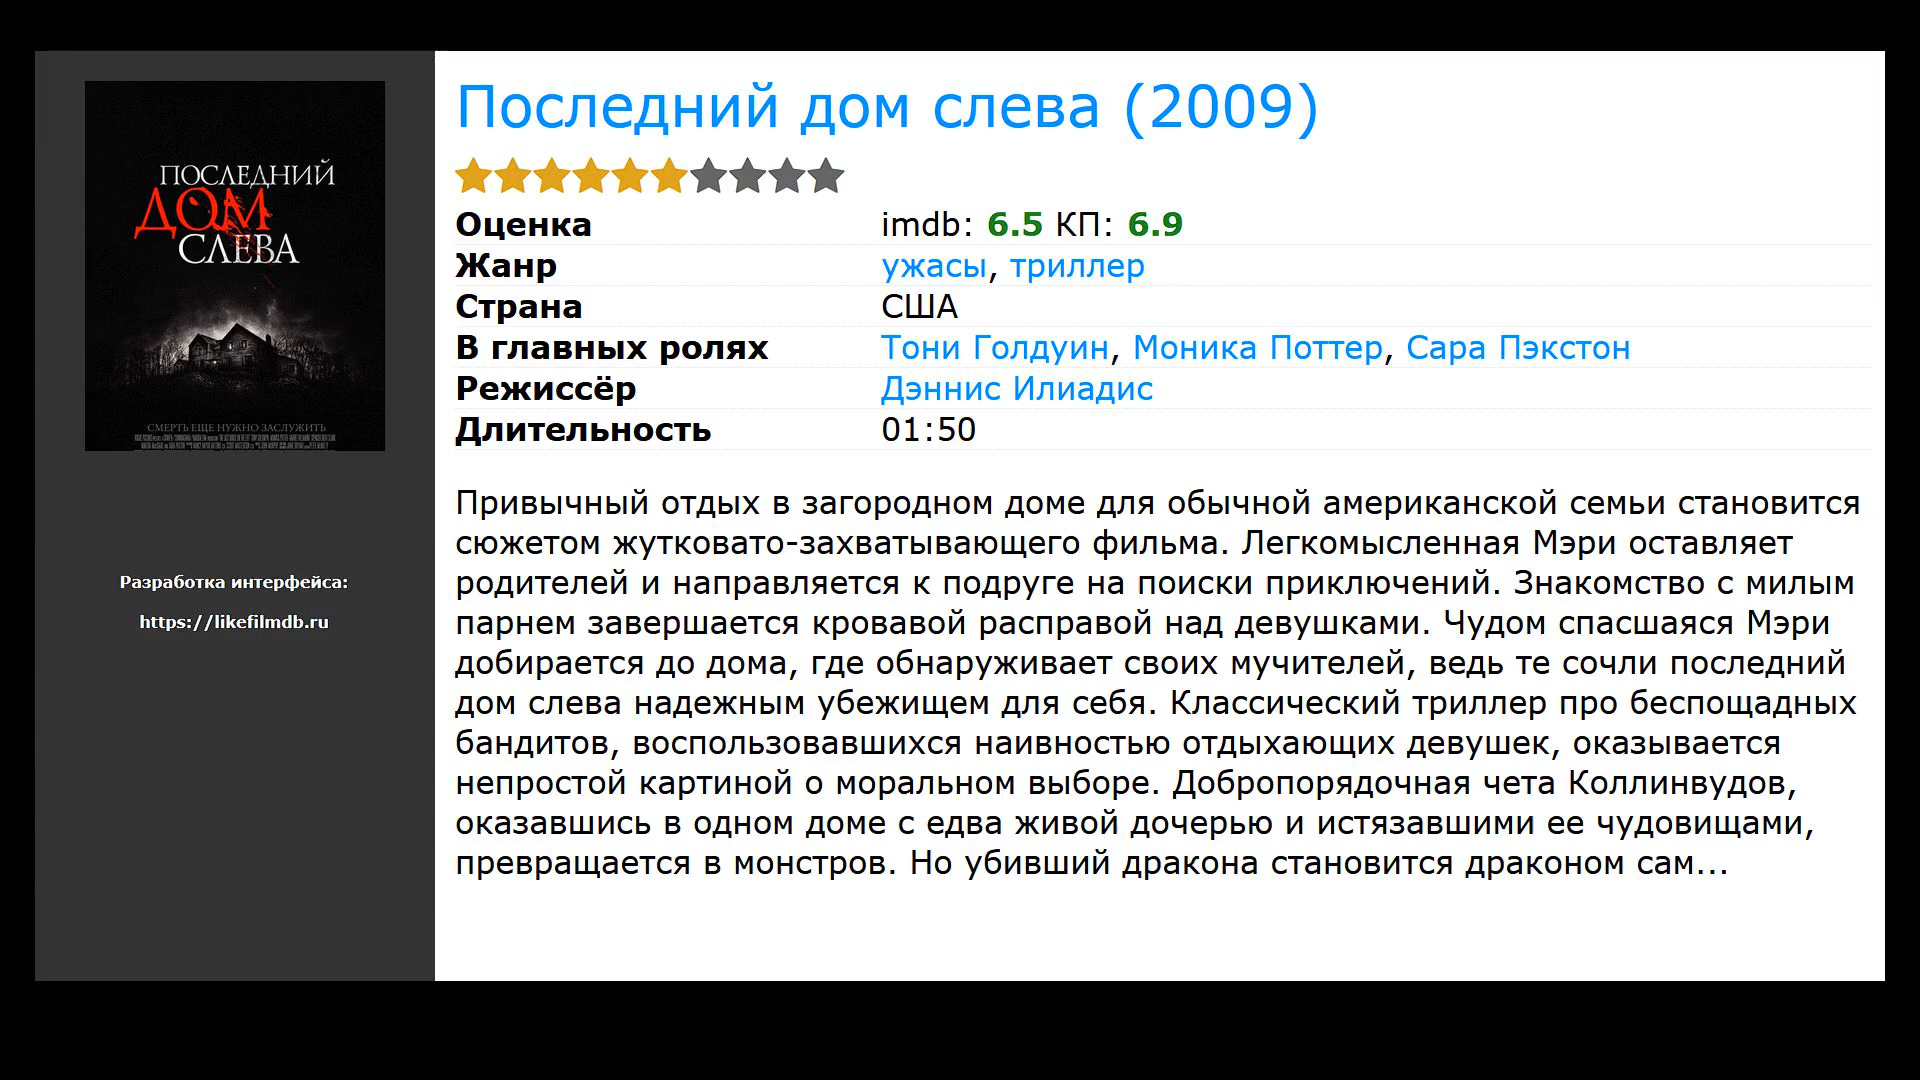 ПОСЛЕДНИЙ
ДОМ
СЛЕВА
СМЕРТЬ ЕЩЕ НУЖНО ЗАСЛУЖИТЬ
Разработка интерфейса:
https://likefilmdb.ru
Последний дом слева (2009)
Оценка imdb: 6.5 КП: 6.9
Жанр ужасы, триллер
Страна США
В главных ролях Тони Голдуин, Моника Поттер, Сара Пэкстон
Режиссёр Дэннис Илиадис
Длительность 01:50
Привычный отдых в загородном доме для обычной американской семьи становится
сюжетом жутковато-захватывающего фильма. Легкомысленная Мэри оставляет
родителей и направляется к подруге на поиски приключений. Знакомство с милым
парнем завершается кровавой расправой над девушками. Чудом спасшаяся Мэри
добирается до дома, где обнаруживает своих мучителей, ведь те сочли последний
дом слева надежным убежищем для себя. Классический триллер про беспощадных
бандитов, воспользовавшихся наивностью отдыхающих девушек, оказывается
непростой картиной о моральном выборе. Добропорядочная чета Коллинвудов,
оказавшись в одном доме с едва живой дочерью и истязавшими ее чудовищами,
превращается в монстров. Но убивший дракона становится драконом сам...